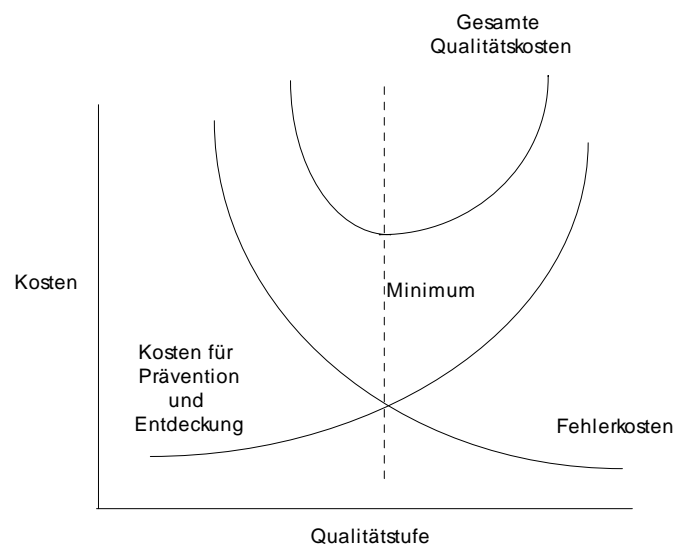 Gesamte
Qualitätskosten
Kosten
Minimum
Kosten für
Prävention
und
Entdeckung
Fehlerkosten
Qualitätstufe